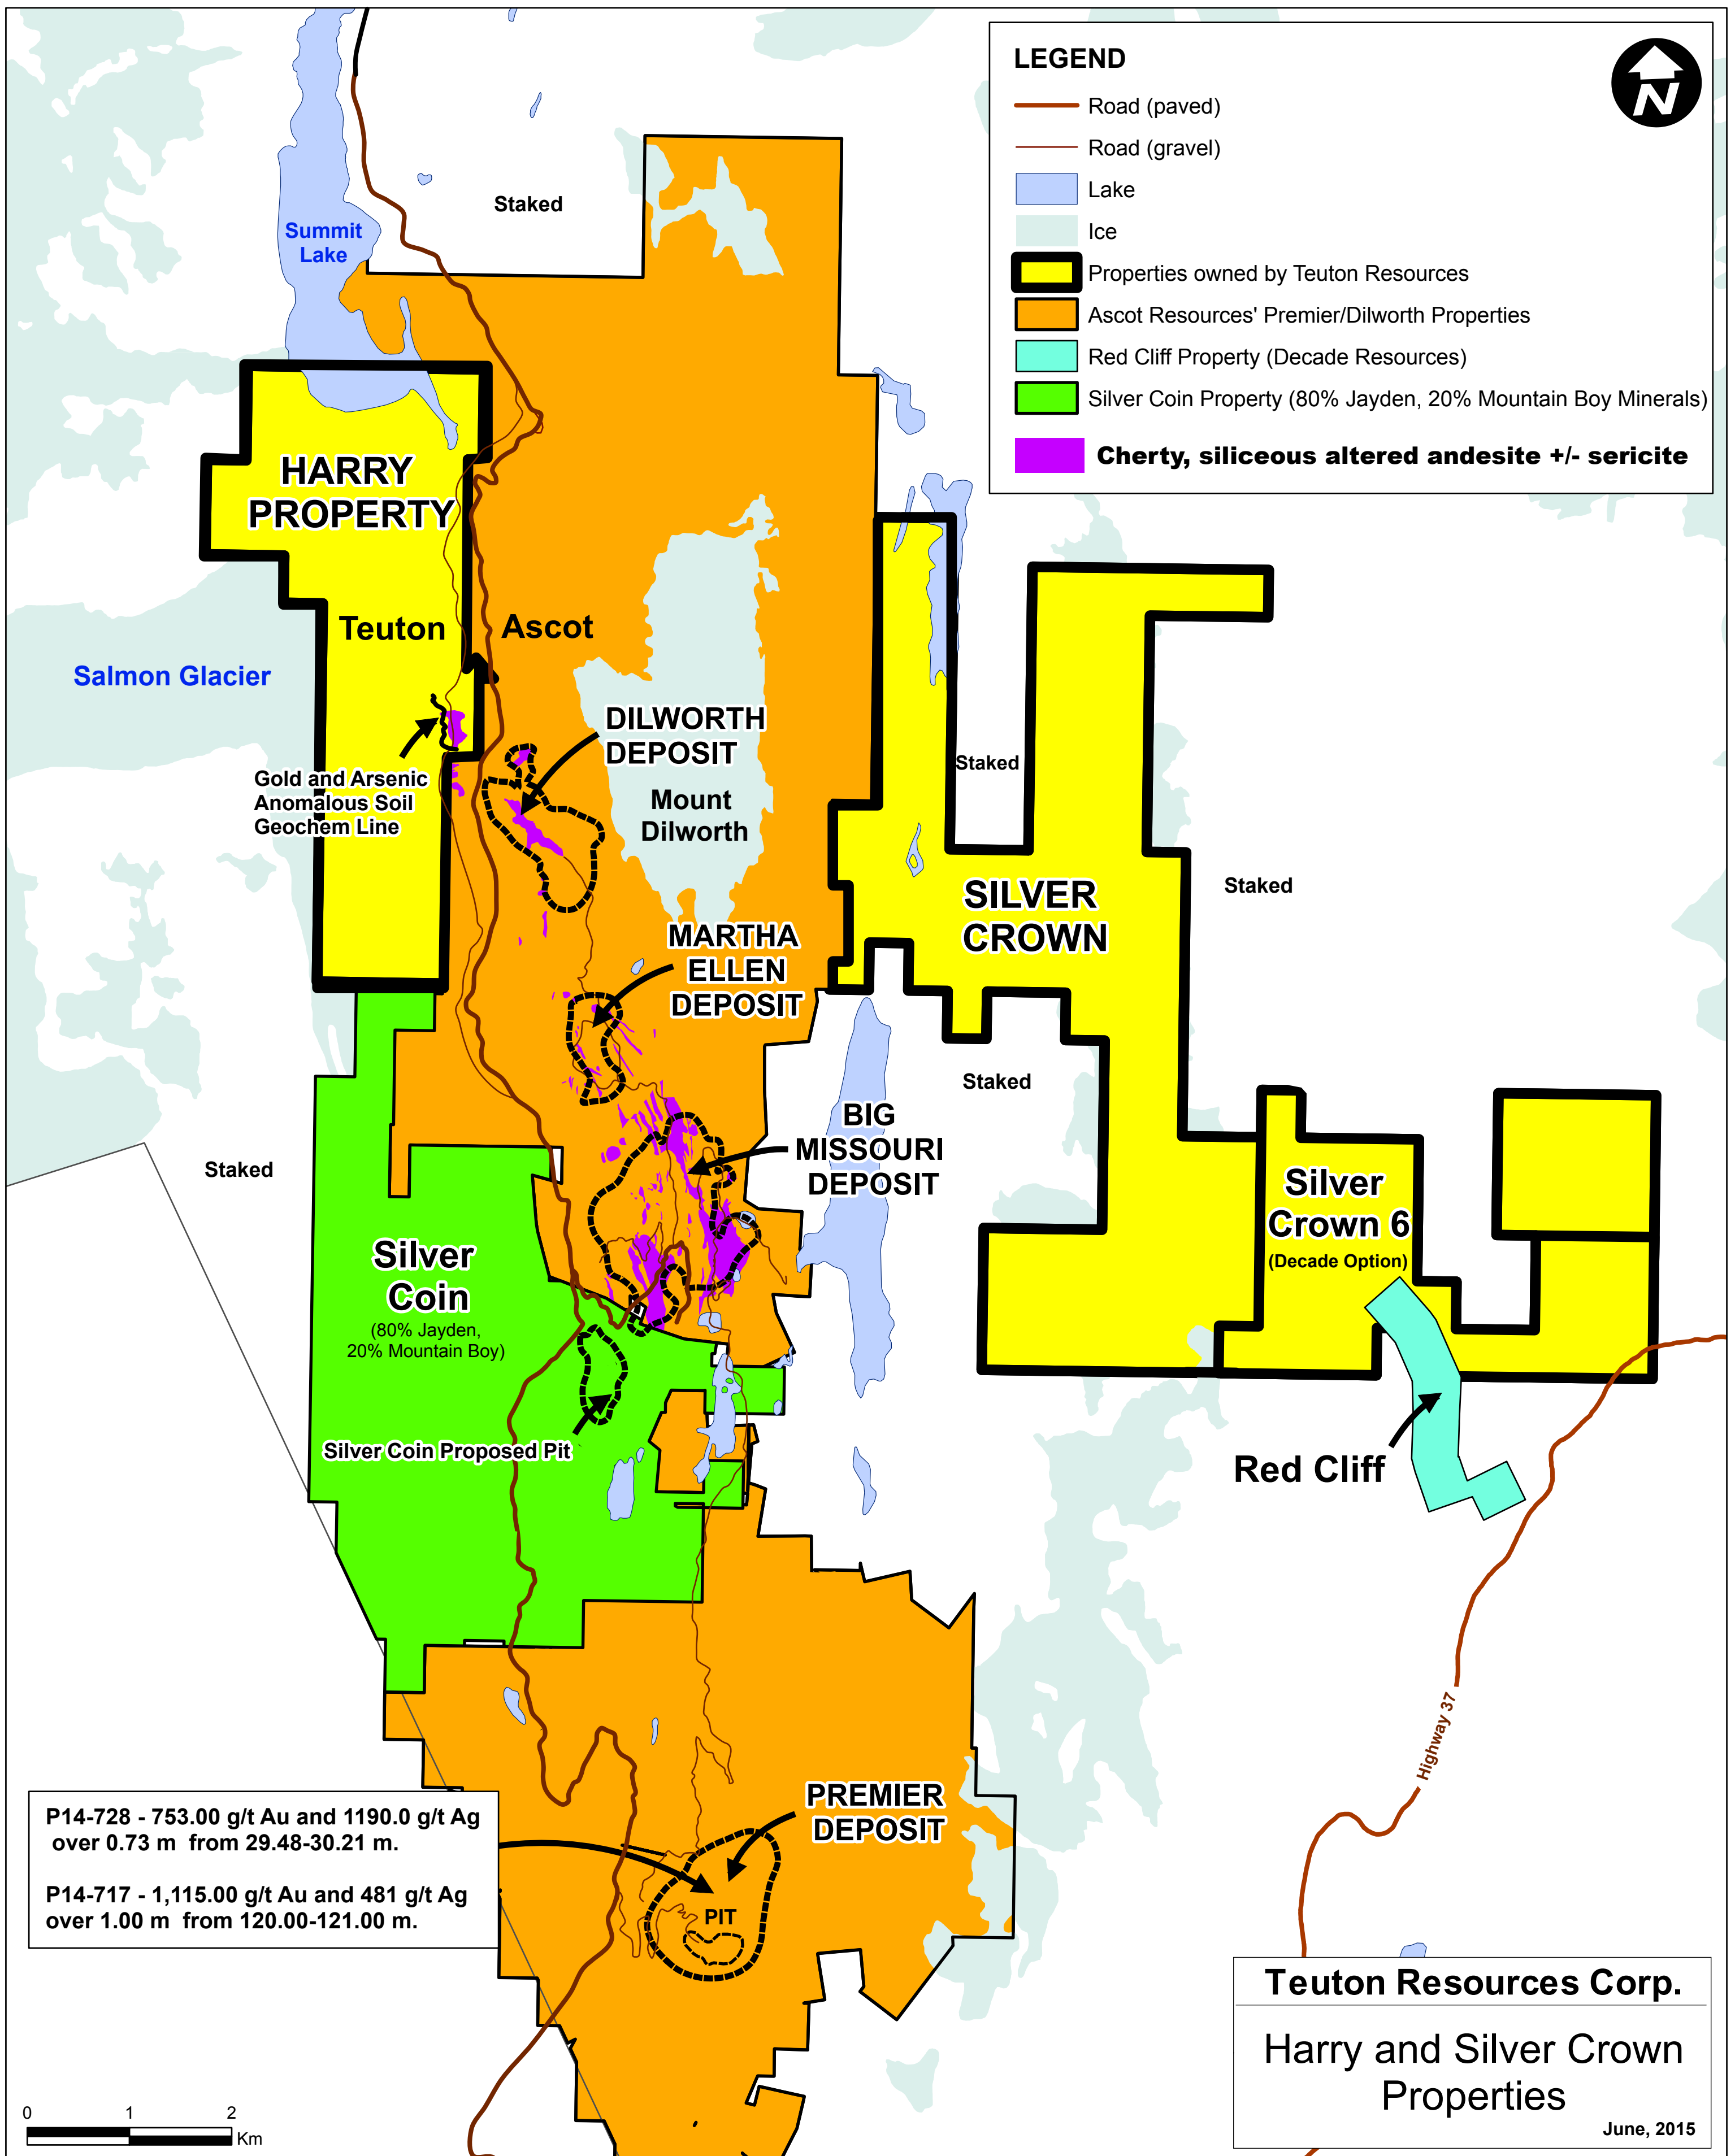 LEGEND
N
Road (paved)
Road (gravel)
Lake
Ice
Properties owned by Teuton Resources
Ascot Resources' Premier/Dilworth Properties
Red Cliff Property (Decade Resources)
Silver Coin Property (80% Jayden, 20% Mountain Boy Minerals)
Cherty, siliceous altered andesite +/- sericite
Staked
Summit
Lake
HARRY
PROPERTY
Teuton
Ascot
Salmon Glacier
DILWORTH
DEPOSIT
Gold and Arsenic
Anomalous Soil
Geochem Line
Mount
Dilworth
Staked
Staked
SILVER
CROWN
MARTHA
ELLEN
DEPOSIT
Staked
BIG
MISSOURI
DEPOSIT
Staked
Silver
Crown 6
(Decade Option)
Silver
Coin
(80% Jayden,
20% Mountain Boy)
Silver Coin Proposed Pit
Red Cliff
Highway 37
PREMIER
DEPOSIT
P14-728 - 753.00 g/t Au and 1190.0 g/t Ag
over 0.73 m from 29.48-30.21 m.
P14-717 - 1,115.00 g/t Au and 481 g/t Ag
over 1.00 m from 120.00-121.00 m.
PIT
Teuton Resources Corp.
Harry and Silver Crown
Properties
June, 2015
0 1 2
Km